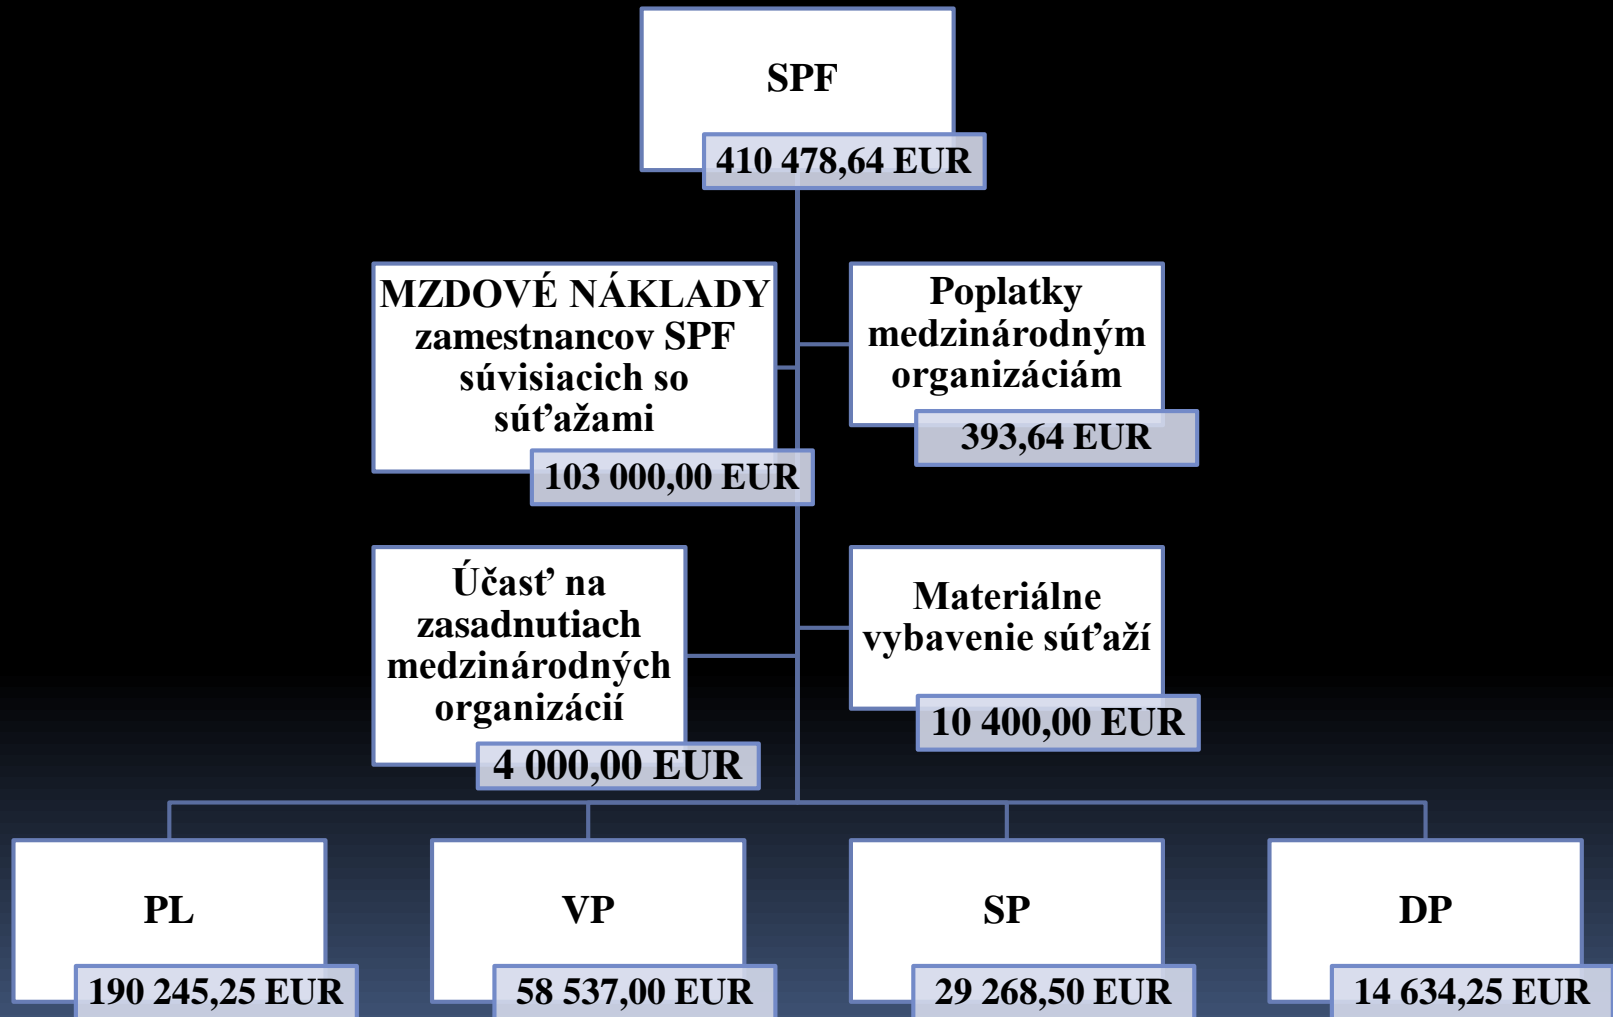 SPF
410 478,64 EUR
MZDOVÉ NÁKLADY
zamestnancov SPF
súvisiacich so
súťažami
103 000,00 EUR
Poplatky
medzinárodným
organizáciám
393,64 EUR
Účasť na
zasadnutiach
medzinárodných
organizácií
4 000,00 EUR
Materiálne
vybavenie súťaží
10 400,00 EUR
PL
190 245,25 EUR
VP
58 537,00 EUR
SP
29 268,50 EUR
DP
14 634,25 EUR